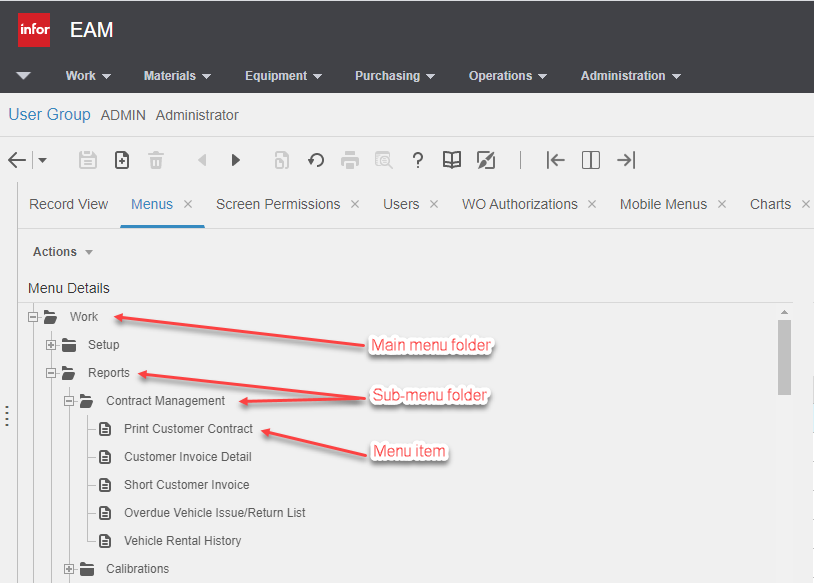 infor EAM
Work Materials Equipment Purchasing Operations Administration
User Group ADMIN Administrator
?
Record View Menus Screen Permissions Users WO Authorizations Mobile Menus Charts
Actions
Menu Details
Work
Main menu folder
Setup
Reports
Sub-menu folder
Contract Management
Print Customer Contract
Menu item
Customer Invoice Detail
Short Customer Invoice
Overdue Vehicle Issue/Return List
Vehicle Rental History
Calibrations